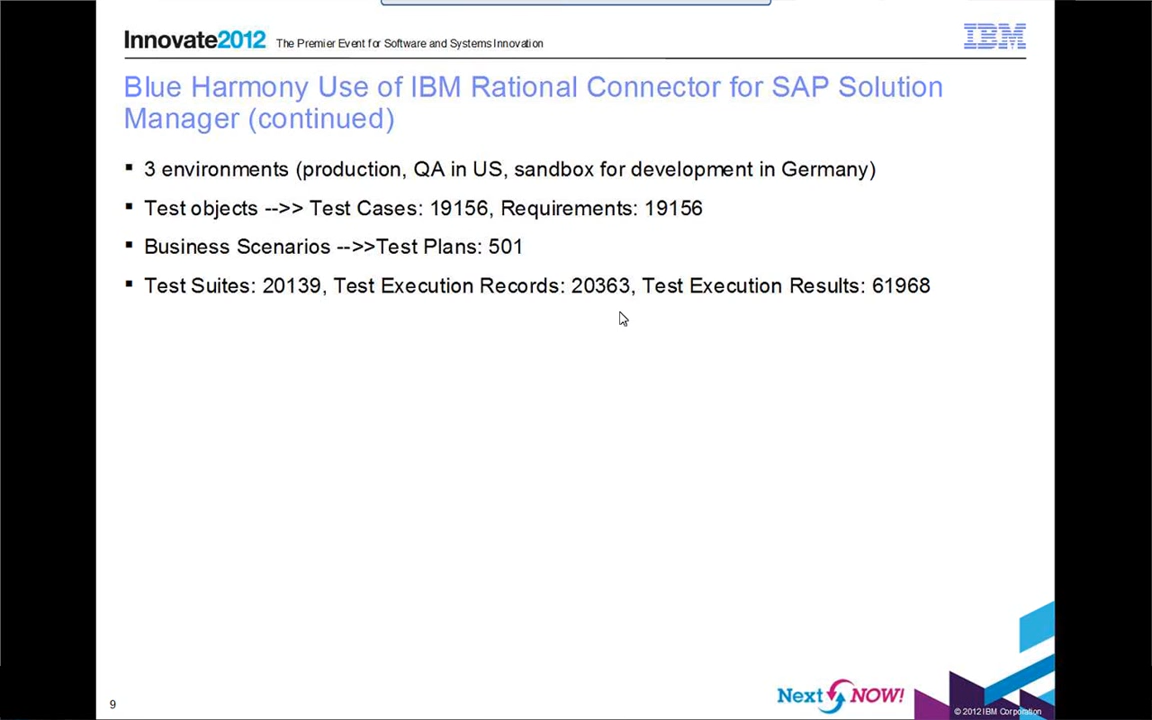 Innovate2012 The Premier Event for Software and Systems Innovation
IBM
Blue Harmony Use of IBM Rational Connector for SAP Solution
Manager (continued)
▪ 3 environments (production, QA in US, sandbox for development in Germany)
▪ Test objects -->> Test Cases: 19156, Requirements: 19156
▪ Business Scenarios -->>Test Plans: 501
▪ Test Suites: 20139, Test Execution Records: 20363, Test Execution Results: 61968
9
Next NOW!
© 2012 IBM Corporation